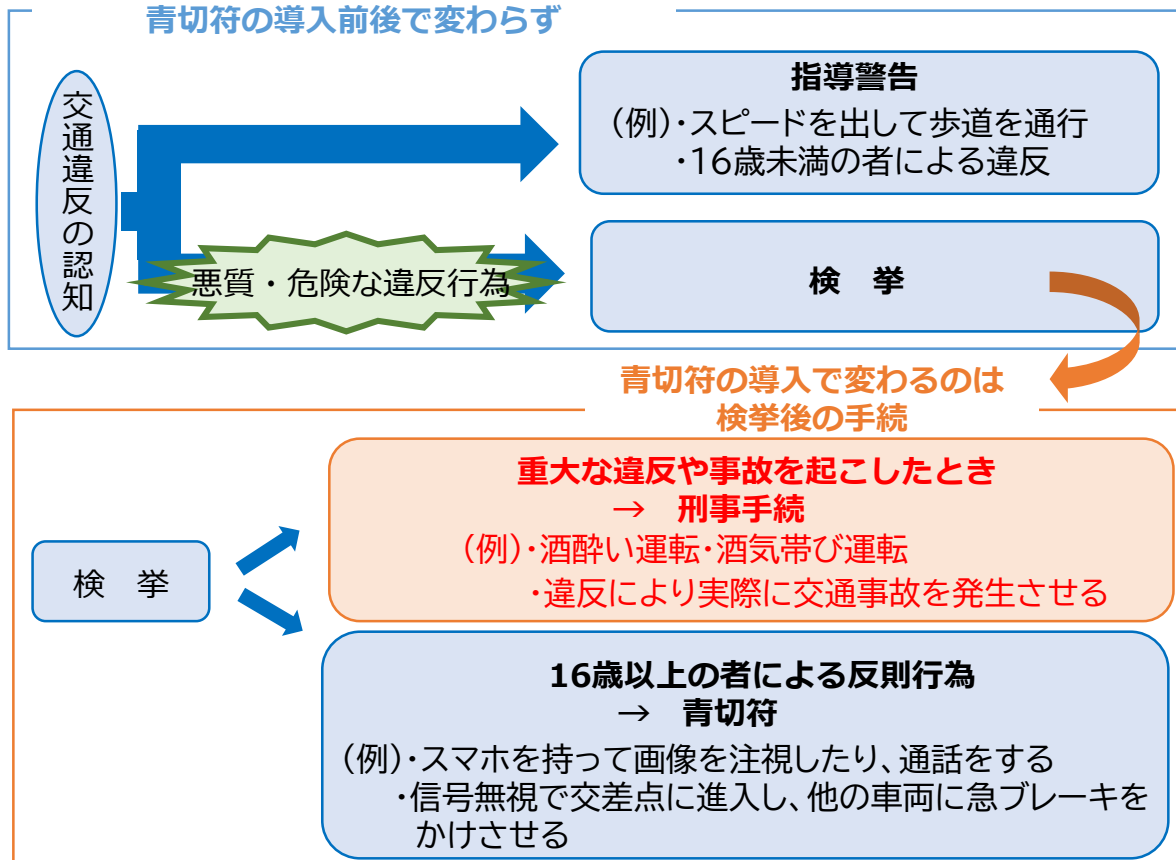 青切符の導入前後で変わらず
交通違反の認知
指導警告
（例）・スピードを出して歩道を通行
・16歳未満の者による違反
悪質・危険な違反行為
検　挙
青切符の導入で変わるのは
検挙後の手続
検　挙
重大な違反や事故を起こしたとき
→　刑事手続
（例）・酒酔い運転・酒気帯び運転
・違反により実際に交通事故を発生させる
16歳以上の者による反則行為
→　青切符
（例）・スマホを持って画像を注視したり、通話をする
・信号無視で交差点に進入し、他の車両に急ブレーキを
かけさせる